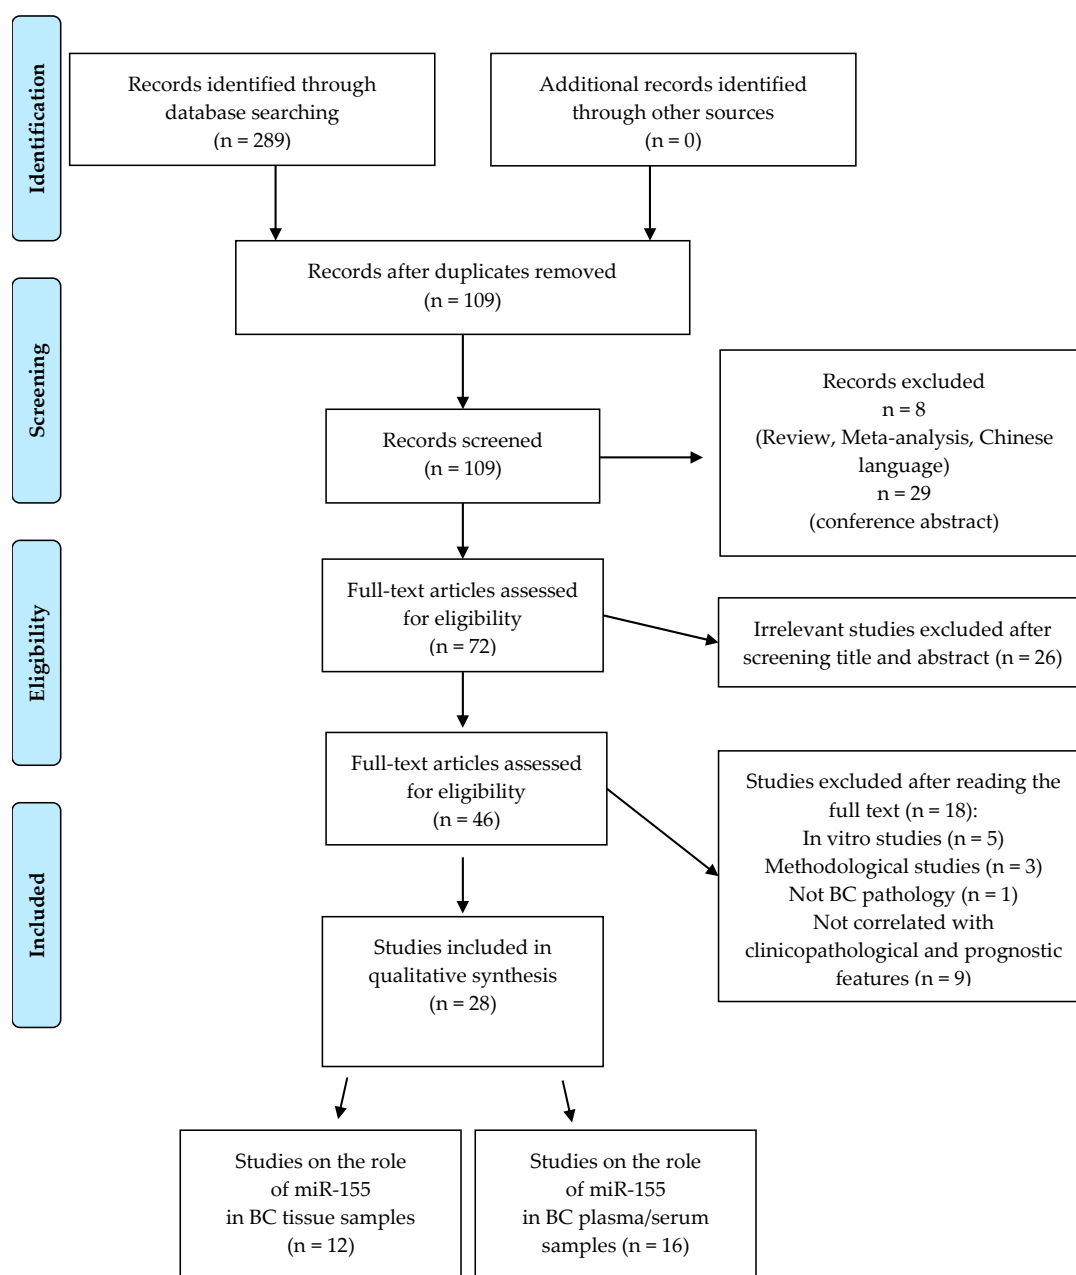 Identification
Records identified through
database searching
(n = 289)
Additional records identified
through other sources
(n = 0)
Records after duplicates removed
(n = 109)
Screening
Records screened
(n = 109)
Records excluded
n = 8
(Review, Meta-analysis, Chinese
language)
n = 29
(conference abstract)
Eligibility
Full-text articles assessed
for eligibility
(n = 72)
Irrelevant studies excluded after
screening title and abstract (n = 26)
Full-text articles assessed
for eligibility
(n = 46)
Studies excluded after reading the
full text (n = 18):
In vitro studies (n = 5)
Methodological studies (n = 3)
Not BC pathology (n = 1)
Not correlated with
clinicopathological and prognostic
features (n = 9)
Included
Studies included in
qualitative synthesis
(n = 28)
Studies on the role
of miR-155
in BC tissue samples
(n = 12)
Studies on the role
of miR-155
in BC plasma/serum
samples (n = 16)